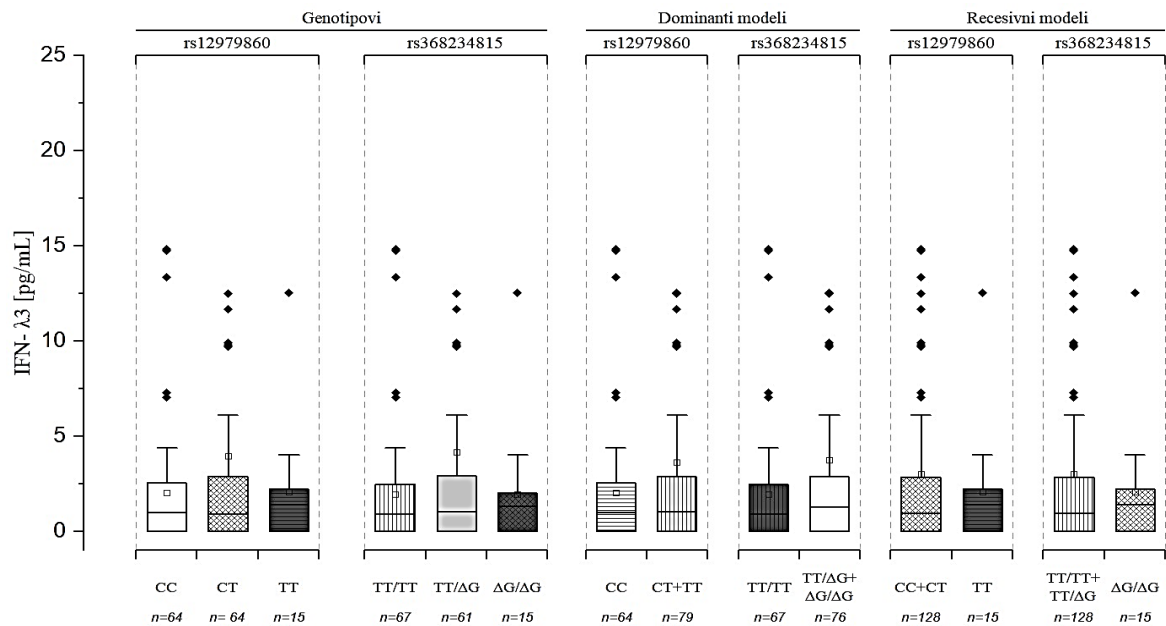 Genotipovi Dominanti modeli Recesivni modeli
rs12979860 rs368234815 rs12979860 rs368234815 rs12979860 rs368234815
25
20
15
10
5
0
IFN- λ3 [pg/mL]
CC CT TT TT/TT TT/ΔG ΔG/ΔG CC CT+TT TT/TT TT/ΔG+ CC+CT TT TT/TT+ ΔG/ΔG
ΔG/ΔG TT/ΔG
n=64 n= 64 n=15 n=67 n=61 n=15 n=64 n=79 n=67 n=76 n=128 n=15 n=128 n=15